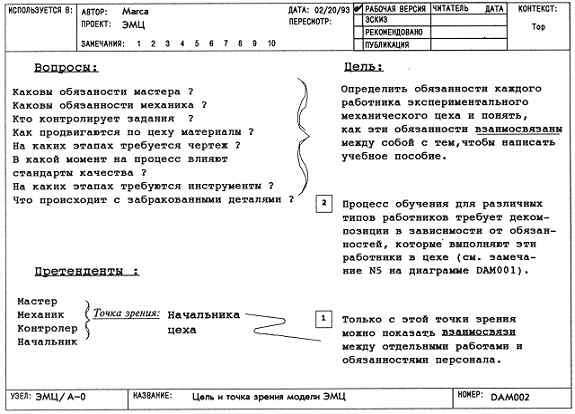 ИСПОЛЬЗУЕТСЯ В: АВТОР: Marca ДАТА: 02/20/93 РАБОЧАЯ ВЕРСИЯ ЧИТАТЕЛЬ ДАТА КОНТЕКСТ:
ПРОЕКТ: ЭМЦ ПЕРЕСМОТР: ЭСКИЗ Top
РЕКОМЕНДОВАНО
ЗАМЕЧАНИЯ: 1 2 3 4 5 6 7 8 9 10 ПУБЛИКАЦИЯ
Вопросы:
Каковы обязанности мастера ?
Каковы обязанности механика ?
Кто контролирует задания ?
Как продвигаются по цеху материалы ?
На каких этапах требуется чертеж ?
В какой момент на процесс влияют
стандарты качества ?
На каких этапах требуются инструменты ?
Что происходит с забракованными деталями ?
Цель:
Определить обязанности каждого
работника экспериментального
механического цеха и понять,
как эти обязанности взаимосвязаны
между собой с тем,чтобы написать
учебное пособие.
2 Процесс обучения для различных
типов работников требует деком-
позиции в зависимости от обязан-
ностей, которые выполняют эти
работники в цехе (см. замеча-
ние N5 на диаграмме DAM001).
Претенденты :
Мастер
Механик
Контролер
Начальник
Точка зрения: Начальника
цеха
1 Только с этой точки зрения
можно показать взаимосвязи
между отдельными работами и
обязанностями персонала.
УЗЕЛ: ЭМЦ/А-0 НАЗВАНИЕ: Цель и точка зрения модели ЭМЦ НОМЕР: DAM002